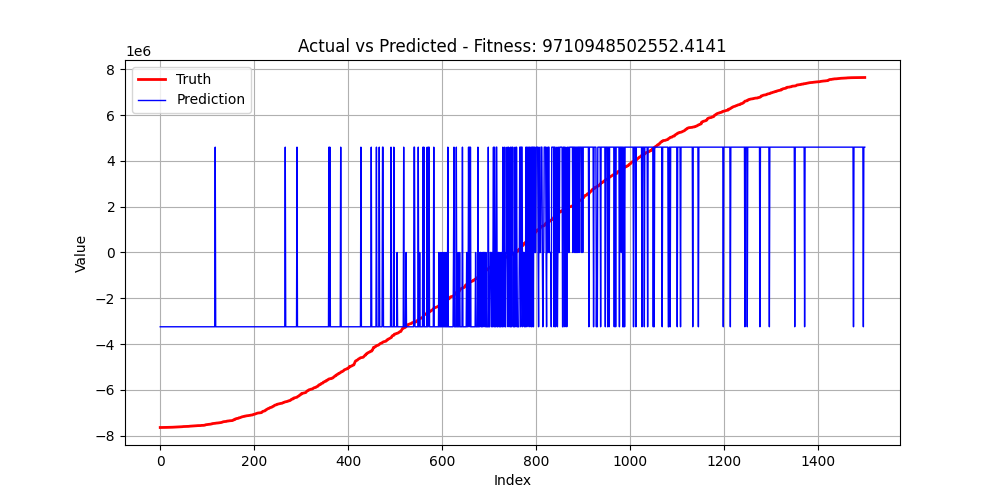 Actual vs Predicted - Fitness: 9710948502552.4141
1e6
Truth
Prediction
8
6
4
2
0
−2
−4
−6
−8
Value
0 200 400 600 800 1000 1200 1400
Index